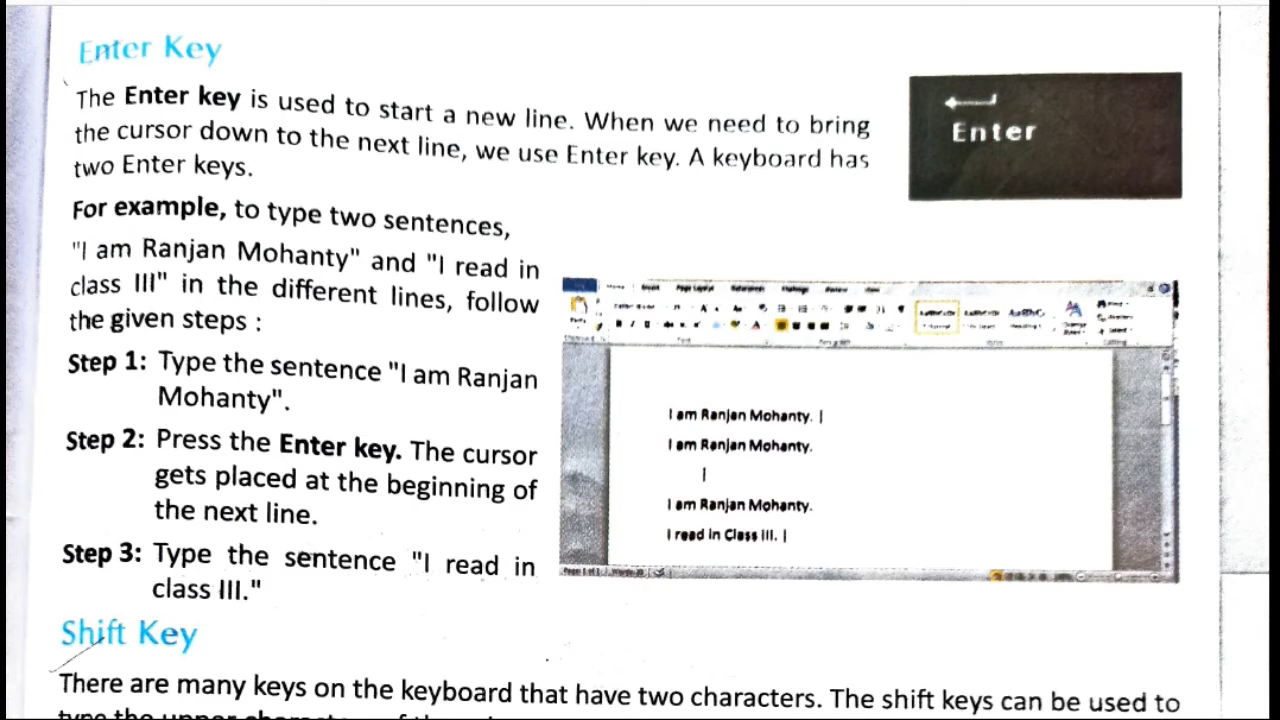 Enter Key
The Enter key is used to start a new line. When we need to bring
the cursor down to the next line, we use Enter key. A keyboard has
two Enter keys.
Enter
For example, to type two sentences,
"I am Ranjan Mohanty" and "I read in
class III" in the different lines, follow
the given steps :
Step 1: Type the sentence "I am Ranjan
Mohanty".
Step 2: Press the Enter key. The cursor
gets placed at the beginning of
the next line.
Step 3: Type the sentence "I read in
class III."
I am Ranjan Mohanty. |
I am Ranjan Mohanty.
|
I am Ranjan Mohanty.
I read in Class III. |
Shift Key
There are many keys on the keyboard that have two characters. The shift keys can be used to